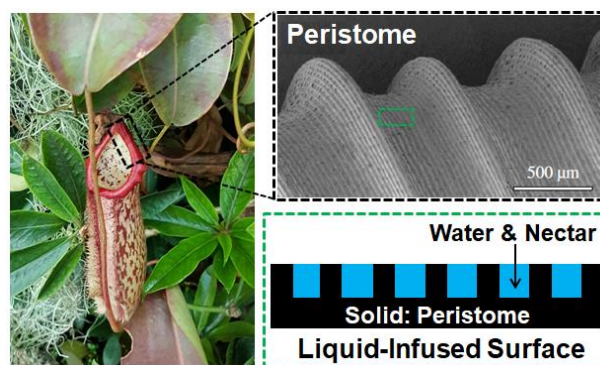 Peristome
500 μm
Water & Nectar
Solid: Peristome
Liquid-Infused Surface